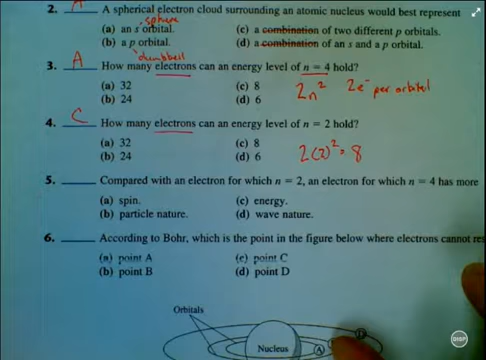 A
2. ____ A spherical electron cloud surrounding an atomic nucleus would best represent
sphere
(a) an s orbital. (c) a combination of two different p orbitals.
(b) a p orbital. (d) a combination of an s and a p orbital.
dumbbell
3. A How many electrons can an energy level of n = 4 hold?
(a) 32 (c) 8 2n² 2e⁻ per orbital
(b) 24 (d) 6
4. C How many electrons can an energy level of n = 2 hold?
(a) 32 (c) 8
(b) 24 (d) 6 2(2)² = 8
5. ____ Compared with an electron for which n = 2, an electron for which n = 4 has more
(a) spin. (c) energy.
(b) particle nature. (d) wave nature.
6. ____ According to Bohr, which is the point in the figure below where electrons cannot
(a) point A (c) point C
(b) point B (d) point D
Orbitals
D
Nucleus A
DISP